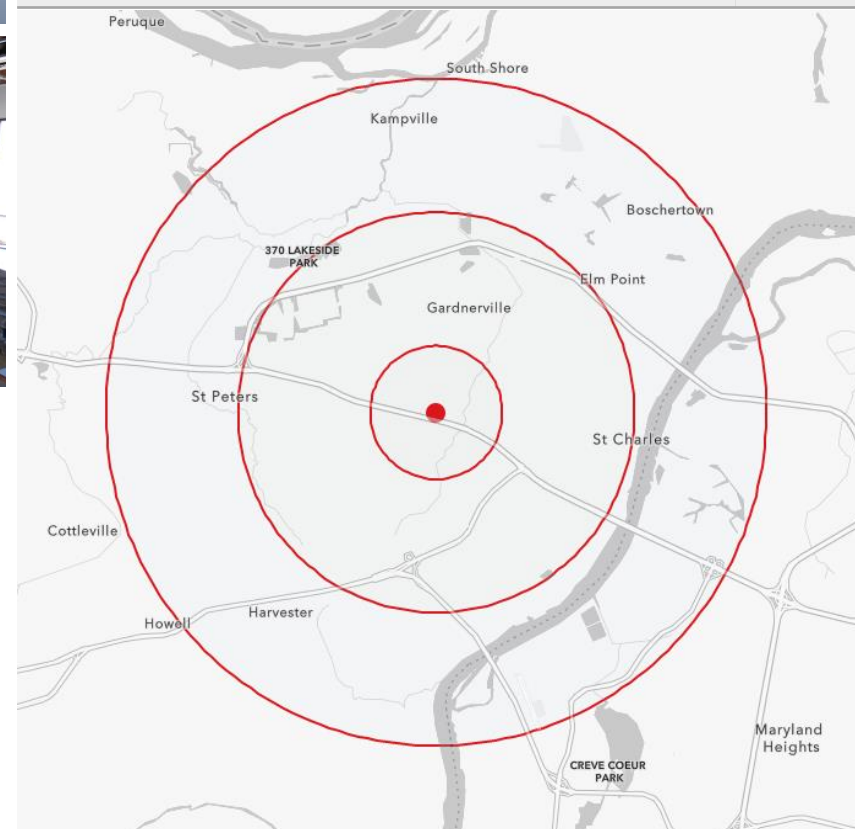 Peruque
South Shore
Kampville
Boschertown
370 LAKESIDE
PARK
Elm Point
Gardnerville
St Peters
St Charles
Cottleville
Harvester
Howell
Maryland
Heights
CREVE COEUR
PARK